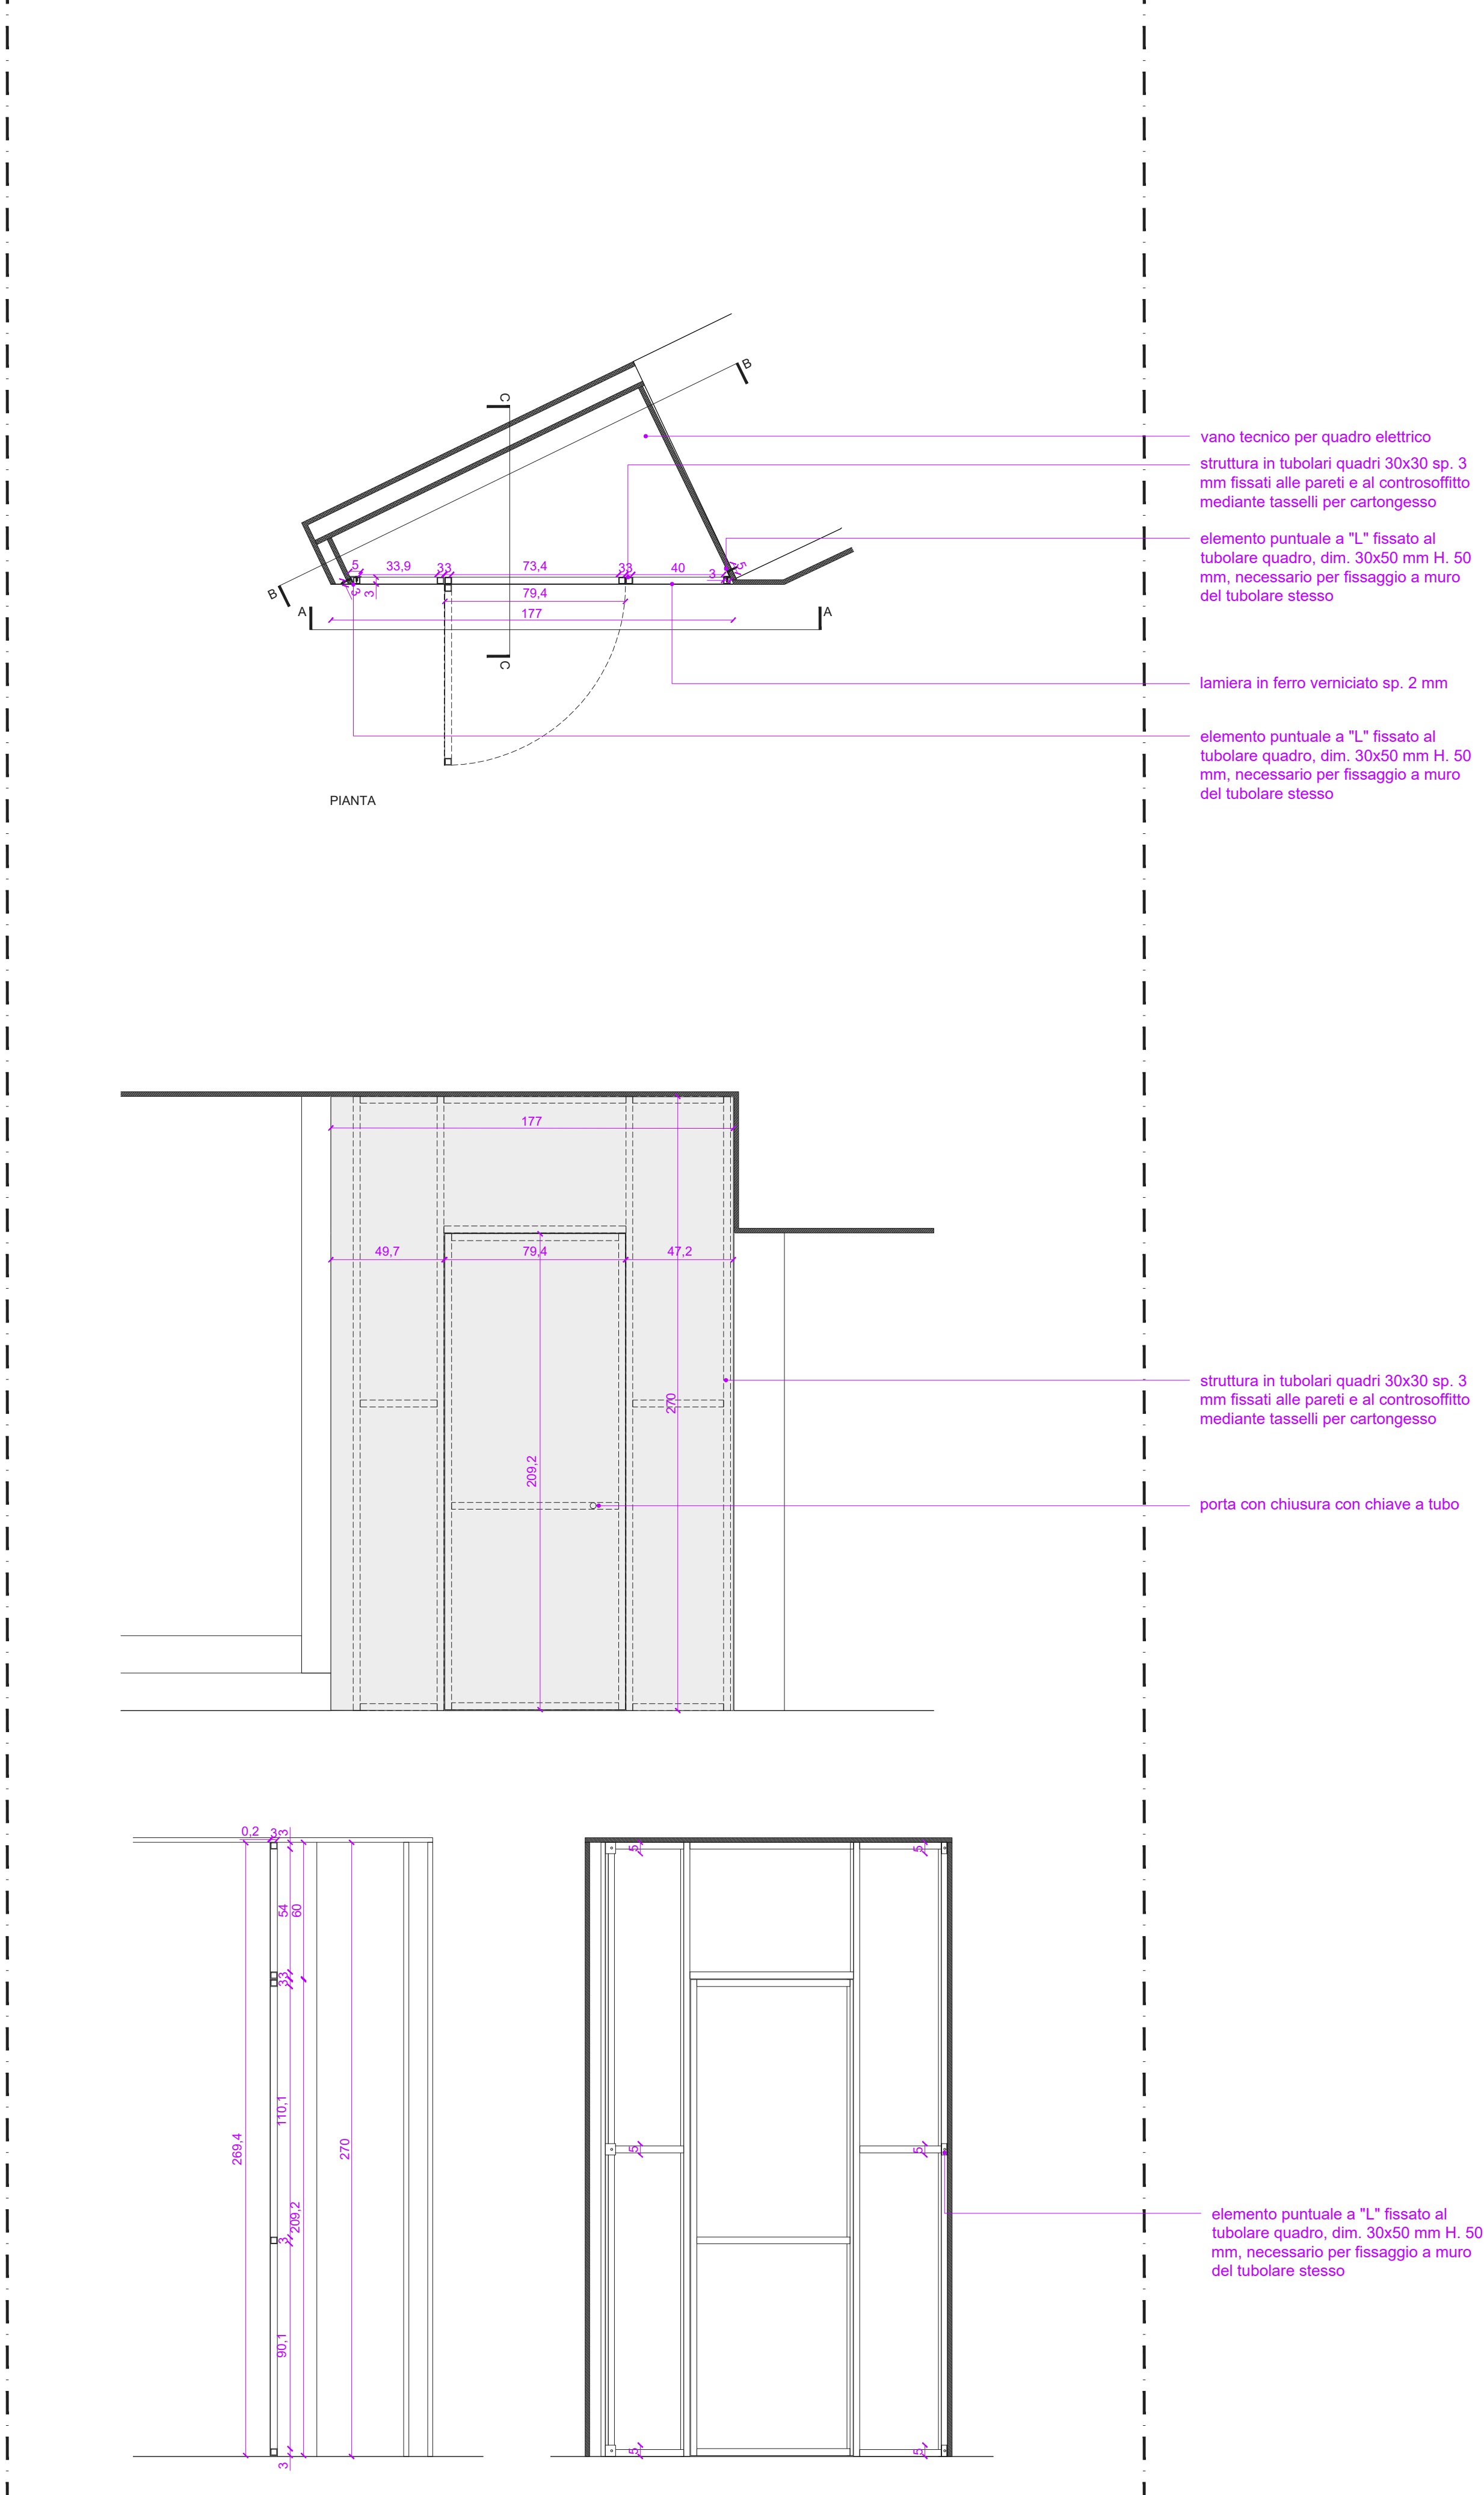 B
C
vano tecnico per quadro elettrico
struttura in tubolari quadri 30x30 sp. 3
mm fissati alle pareti e al controsoffitto
mediante tasselli per cartongesso
elemento puntuale a "L" fissato al
tubolare quadro, dim. 30x50 mm H. 50
mm, necessario per fissaggio a muro
del tubolare stesso
5
33,9
33
73,4
33
40
3
5
3
3
79,4
177
B
A
A
C
lamiera in ferro verniciato sp. 2 mm
elemento puntuale a "L" fissato al
tubolare quadro, dim. 30x50 mm H. 50
mm, necessario per fissaggio a muro
del tubolare stesso
PIANTA
177
49,7
79,4
47,2
270
209,2
struttura in tubolari quadri 30x30 sp. 3
mm fissati alle pareti e al controsoffitto
mediante tasselli per cartongesso
porta con chiusura con chiave a tubo
0,2
3
3
54
60
33
110,1
269,4
270
209,2
3
90,1
3
5
5
5
5
5
5
elemento puntuale a "L" fissato al
tubolare quadro, dim. 30x50 mm H. 50
mm, necessario per fissaggio a muro
del tubolare stesso